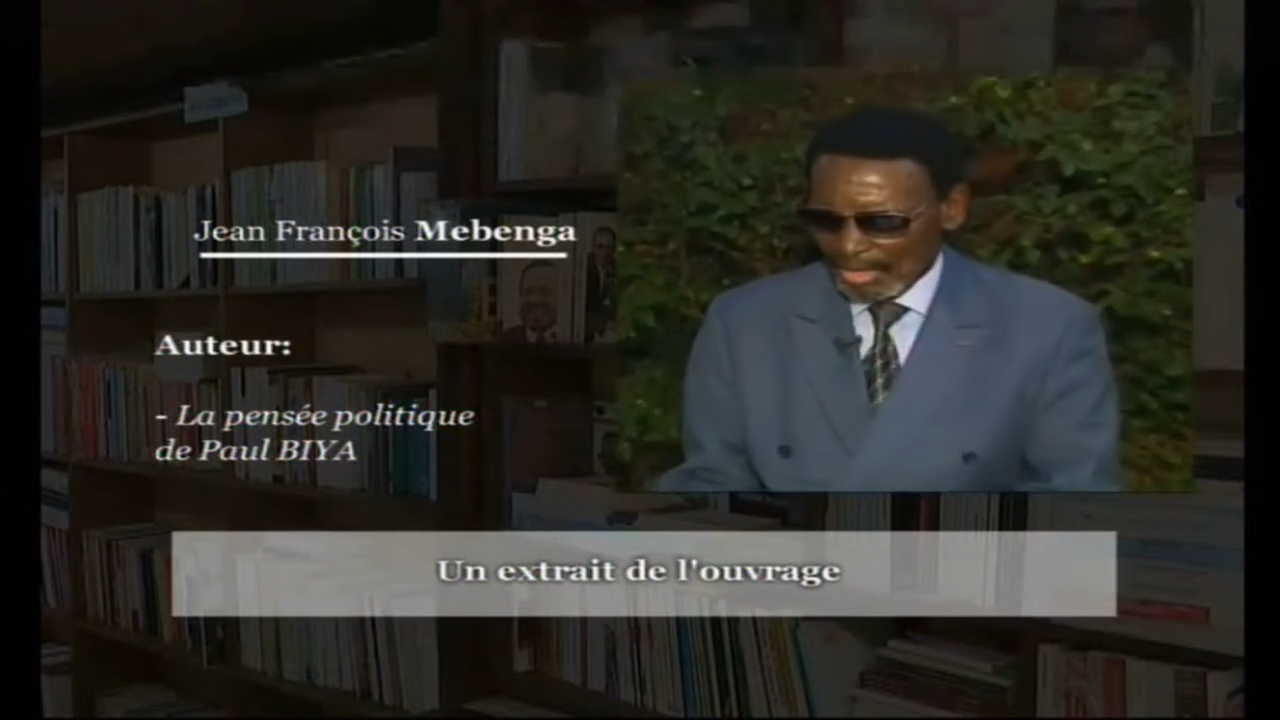 Jean François Mebenga
Auteur:
- La pensée politique
de Paul BIYA
Un extrait de l'ouvrage